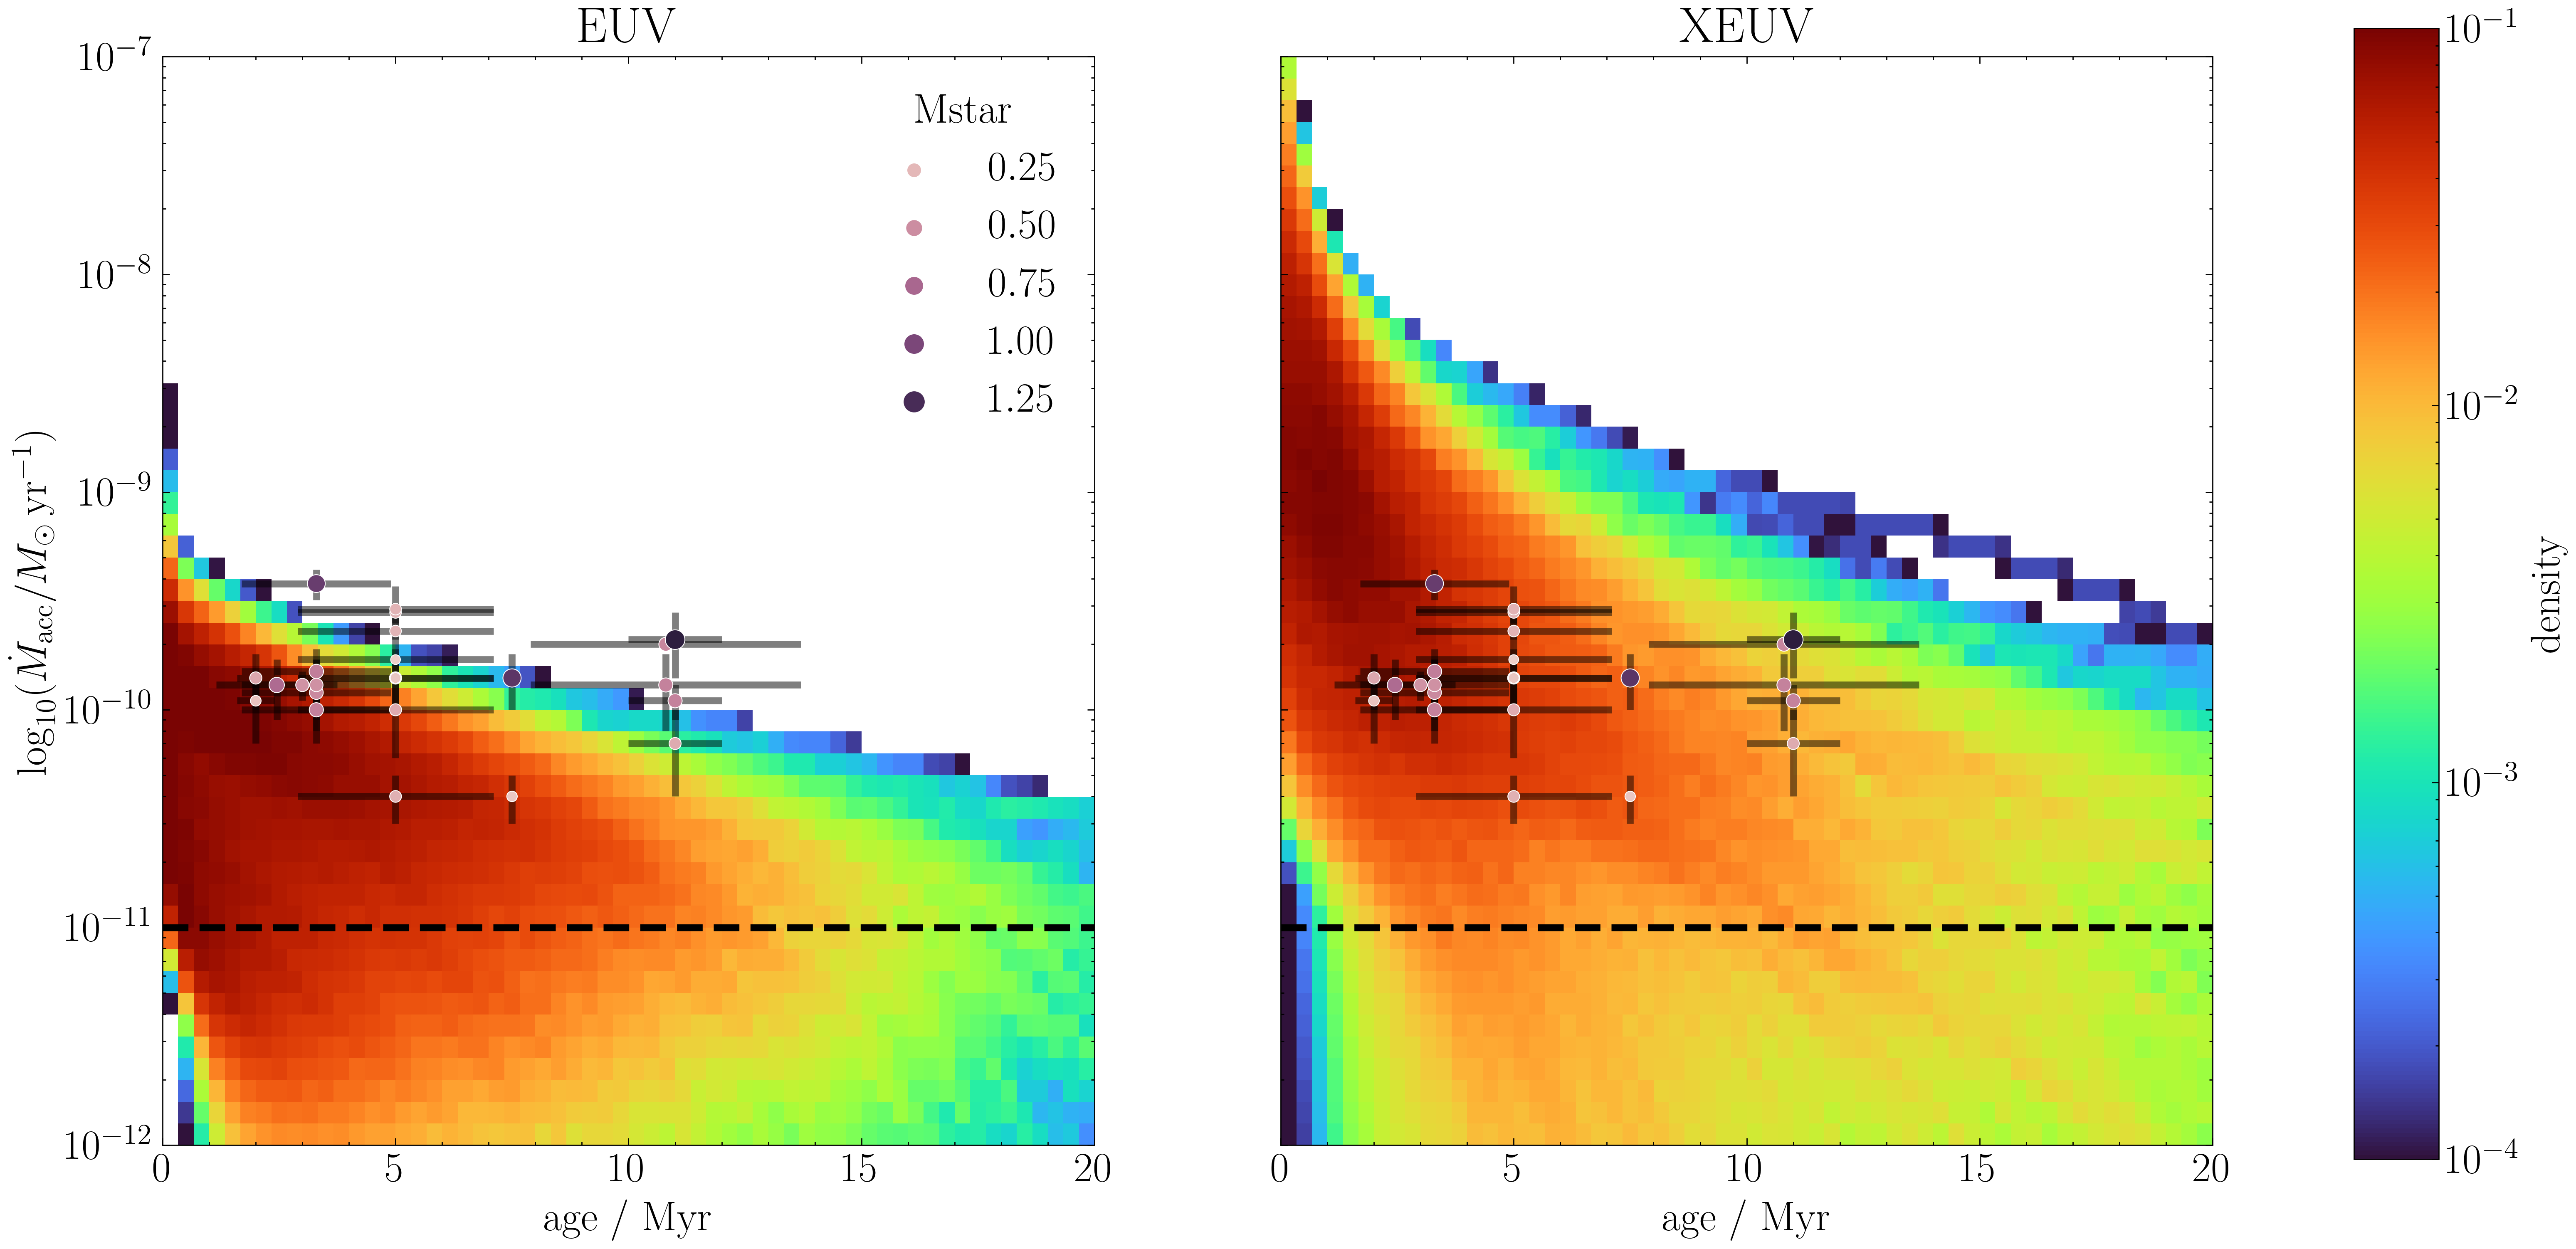 EUV
XEUV
10⁻⁷
10⁻⁸
10⁻⁹
10⁻¹⁰
10⁻¹¹
10⁻¹²
log₁₀(Ṁacc/M⊙ yr⁻¹)
Mstar
0.25
0.50
0.75
1.00
1.25
0 5 10 15 20
age / Myr
0 5 10 15 20
age / Myr
10⁻¹
10⁻²
10⁻³
10⁻⁴
density